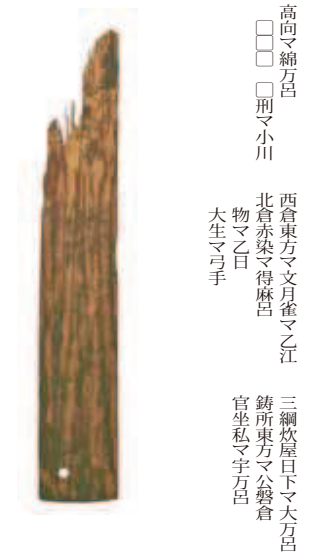 高向マ綿万呂
□□□ □刑マ小川
西倉東方マ文月雀マ乙江
北倉赤染マ得麻呂
物マ乙日
大生マ弓手
三綱炊屋日下マ大万呂
鋳所東方マ公磐倉
官坐私マ宇万呂